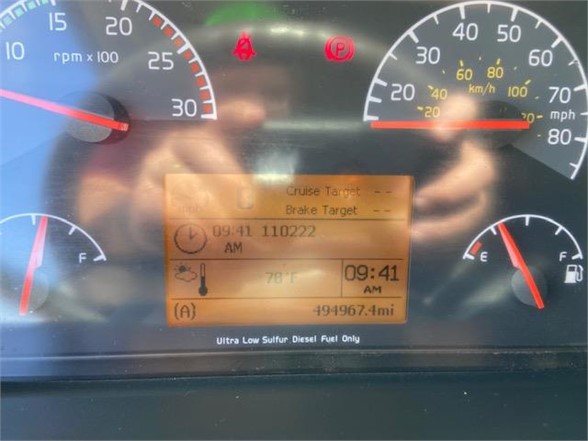 10 15 20 25 30
rpm x 100
P
20 30 40 50 60 70 80
mph
20 40 60 80 100
km/h
Cruise Target --
Brake Target --
09:41 110222
AM
78°F
09:41
AM
(A) 494967.4mi
F
E F
Ultra Low Sulfur Diesel Fuel Only